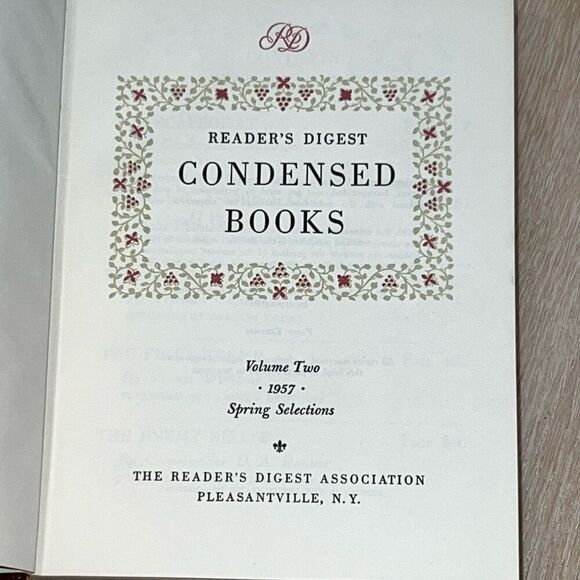 RD
READER'S DIGEST
CONDENSED
BOOKS
Volume Two
· 1957 ·
Spring Selections
THE READER'S DIGEST ASSOCIATION
PLEASANTVILLE, N.Y.